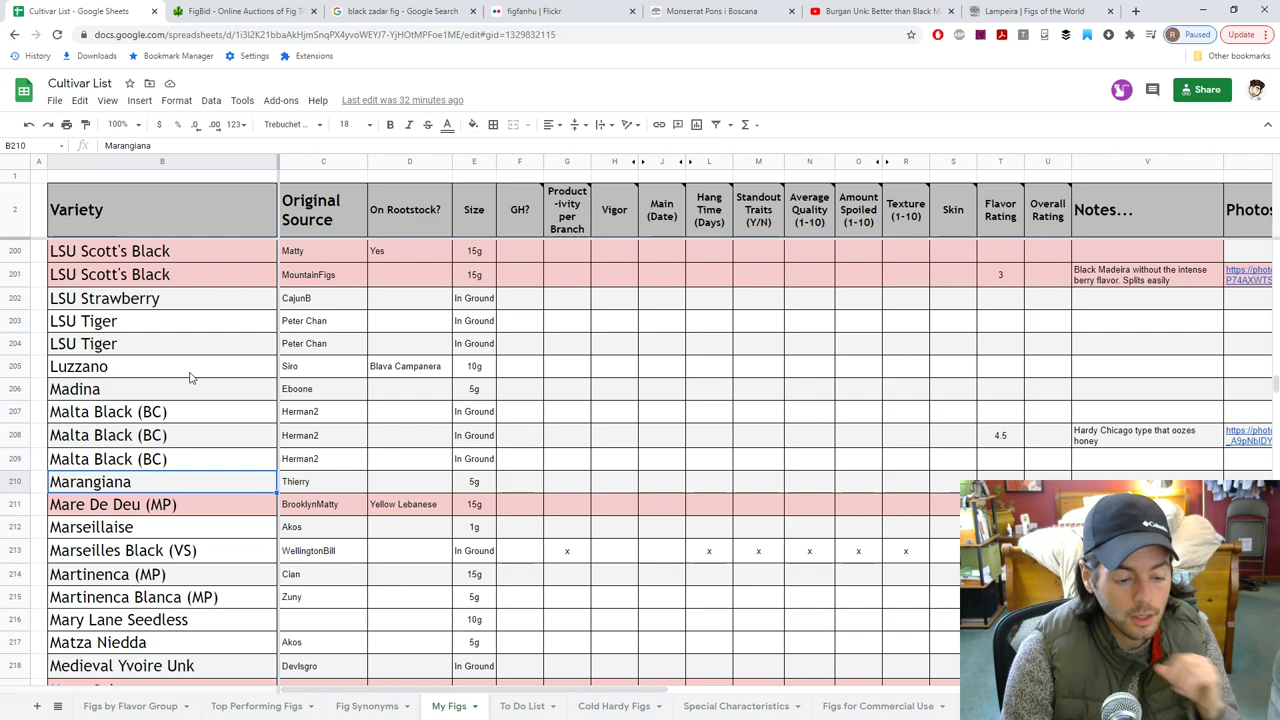 Cultivar List - Google Sheets
FigBid - Online Auctions of Fig T
black zadar fig - Google Search
figfanhu | Flickr
Monserrat Pons i Boscana
Burgan Unk: Better than Black M
Lampeira | Figs of the World
docs.google.com/spreadsheets/d/1i3I2K21bbaAkHjmSnqPX4yvoWEYJ7-YjHOtMPFoe1ME/edit#gid=1329832115
R Paused
Update
History Downloads Bookmark Manager Settings Extensions
Other bookmarks
Cultivar List
File Edit View Insert Format Data Tools Add-ons Help Last edit was 32 minutes ago
Share
100% $ % .0 .00 123 Trebuchet ... 18 B I S A
B210 fx Marangiana
A B C D E F G H J L M N O R S T U V
1
2 Variety Original Source On Rootstock? Size GH? Product-ivity per Branch Vigor Main (Date) Hang Time (Days) Standout Traits (Y/N) Average Quality (1-10) Amount Spoiled (1-10) Texture (1-10) Skin Flavor Rating Overall Rating Notes... Photos
200 LSU Scott's Black Matty Yes 15g
201 LSU Scott's Black MountainFigs 15g 3 Black Madeira without the intense berry flavor. Splits easily https://phot P74AXWTS
202 LSU Strawberry CajunB In Ground
203 LSU Tiger Peter Chan In Ground
204 LSU Tiger Peter Chan In Ground
205 Luzzano Siro Blava Campanera 10g
206 Madina Eboone 5g
207 Malta Black (BC) Herman2 In Ground
208 Malta Black (BC) Herman2 In Ground 4.5 Hardy Chicago type that oozes honey https://phot _A9pNbIDY
209 Malta Black (BC) Herman2 In Ground
210 Marangiana Thierry 5g
211 Mare De Deu (MP) BrooklynMatty Yellow Lebanese 15g
212 Marseillaise Akos 1g
213 Marseilles Black (VS) WellingtonBill In Ground x x x x x x
214 Martinenca (MP) Cian 15g
215 Martinenca Blanca (MP) Zuny 5g
216 Mary Lane Seedless 10g
217 Matza Niedda Akos 5g
218 Medieval Yvoire Unk Devlsgro In Ground
Columbia
Figs by Flavor Group Top Performing Figs Fig Synonyms My Figs To Do List Cold Hardy Figs Special Characteristics Figs for Commercial Use